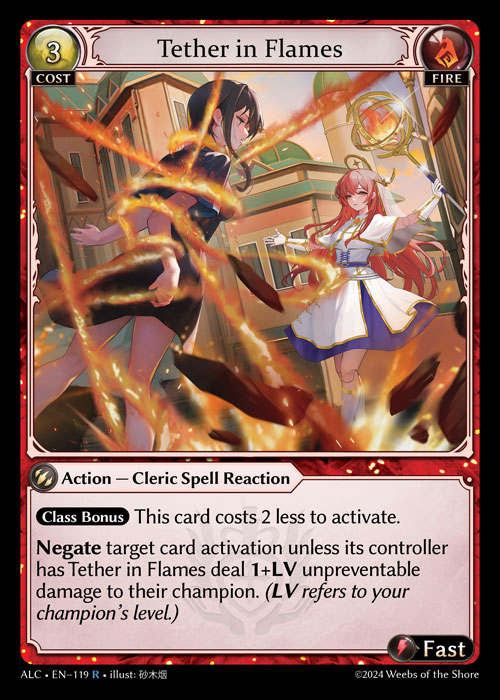 3
Tether in Flames
COST
FIRE
Action — Cleric Spell Reaction
Class Bonus This card costs 2 less to activate.
Negate target card activation unless its controller
has Tether in Flames deal 1+LV unpreventable
damage to their champion. (LV refers to your
champion's level.)
Fast
ALC • EN–119 R • illust: 砂木烟
©2024 Weebs of the Shore